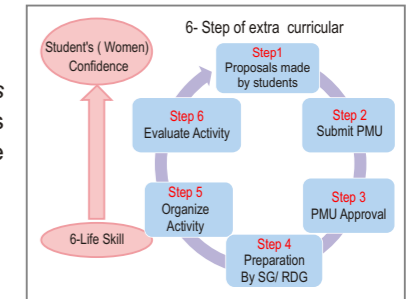 6- Step of extra curricular
Student's ( Women)
Confidence
6-Life Skill
Step1
Proposals made
by students
Step 2
Submit PMU
Step 3
PMU Approval
Step 4
Preparation
By SG/ RDG
Step 5
Organize
Activity
Step 6
Evaluate Activity
s
s
e